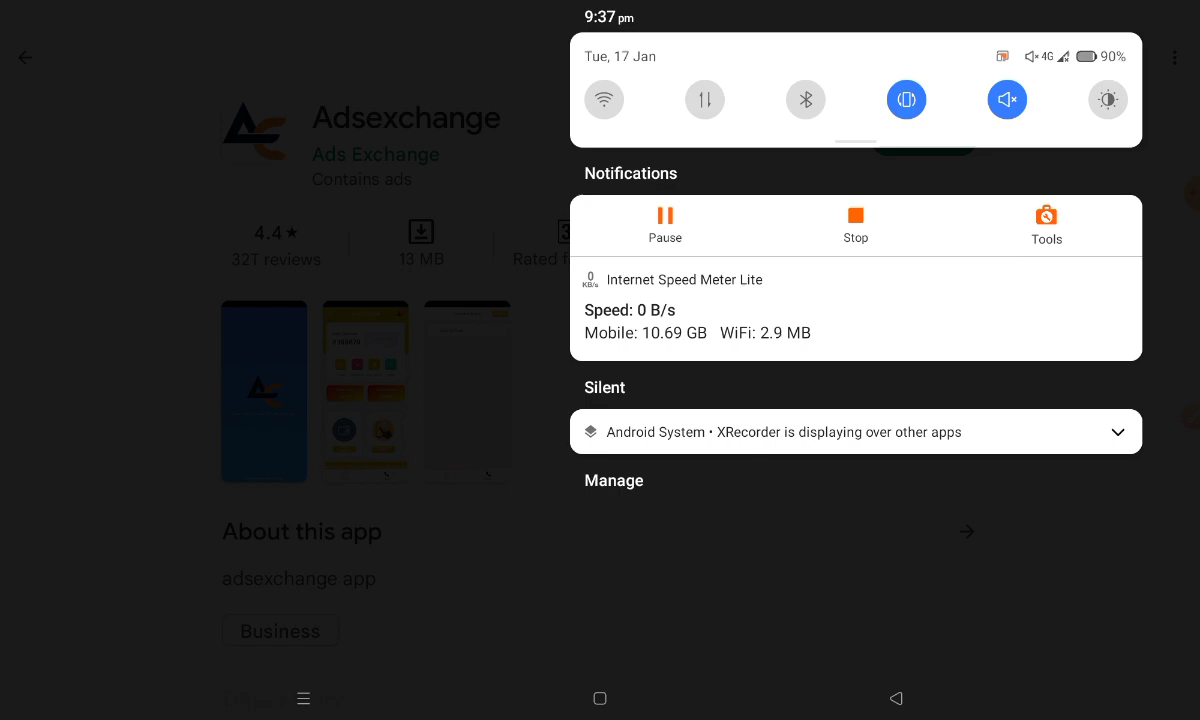 9:37 pm
Tue, 17 Jan
4G
90%
Adsexchange
Ads Exchange
Contains ads
4.4★
32T reviews
13 MB
Rated f
Notifications
Pause
Stop
Tools
0
KB/s
Internet Speed Meter Lite
Speed: 0 B/s
Mobile: 10.69 GB WiFi: 2.9 MB
Silent
Android System • XRecorder is displaying over other apps
Manage
About this app
adsexchange app
Business